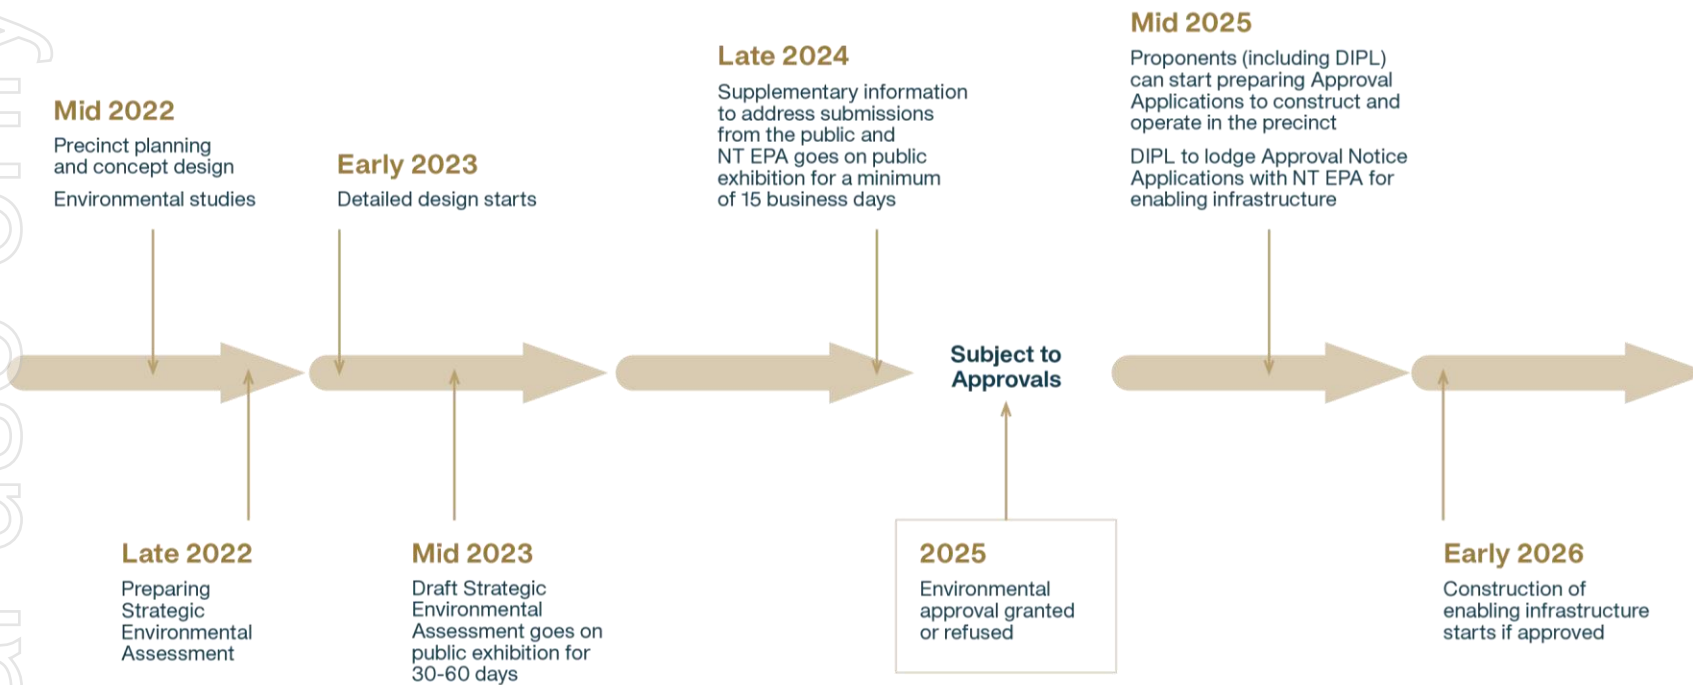 Mid 2022
Precinct planning
and concept design
Environmental studies
Late 2022
Preparing
Strategic
Environmental
Assessment
Early 2023
Detailed design starts
Mid 2023
Draft Strategic
Environmental
Assessment goes on
public exhibition for
30-60 days
Late 2024
Supplementary information
to address submissions
from the public and
NT EPA goes on public
exhibition for a minimum
of 15 business days
Subject to
Approvals
2025
Environmental
approval granted
or refused
Mid 2025
Proponents (including DIPL)
can start preparing Approval
Applications to construct and
operate in the precinct
DIPL to lodge Approval Notice
Applications with NT EPA for
enabling infrastructure
Early 2026
Construction of
enabling infrastructure
starts if approved